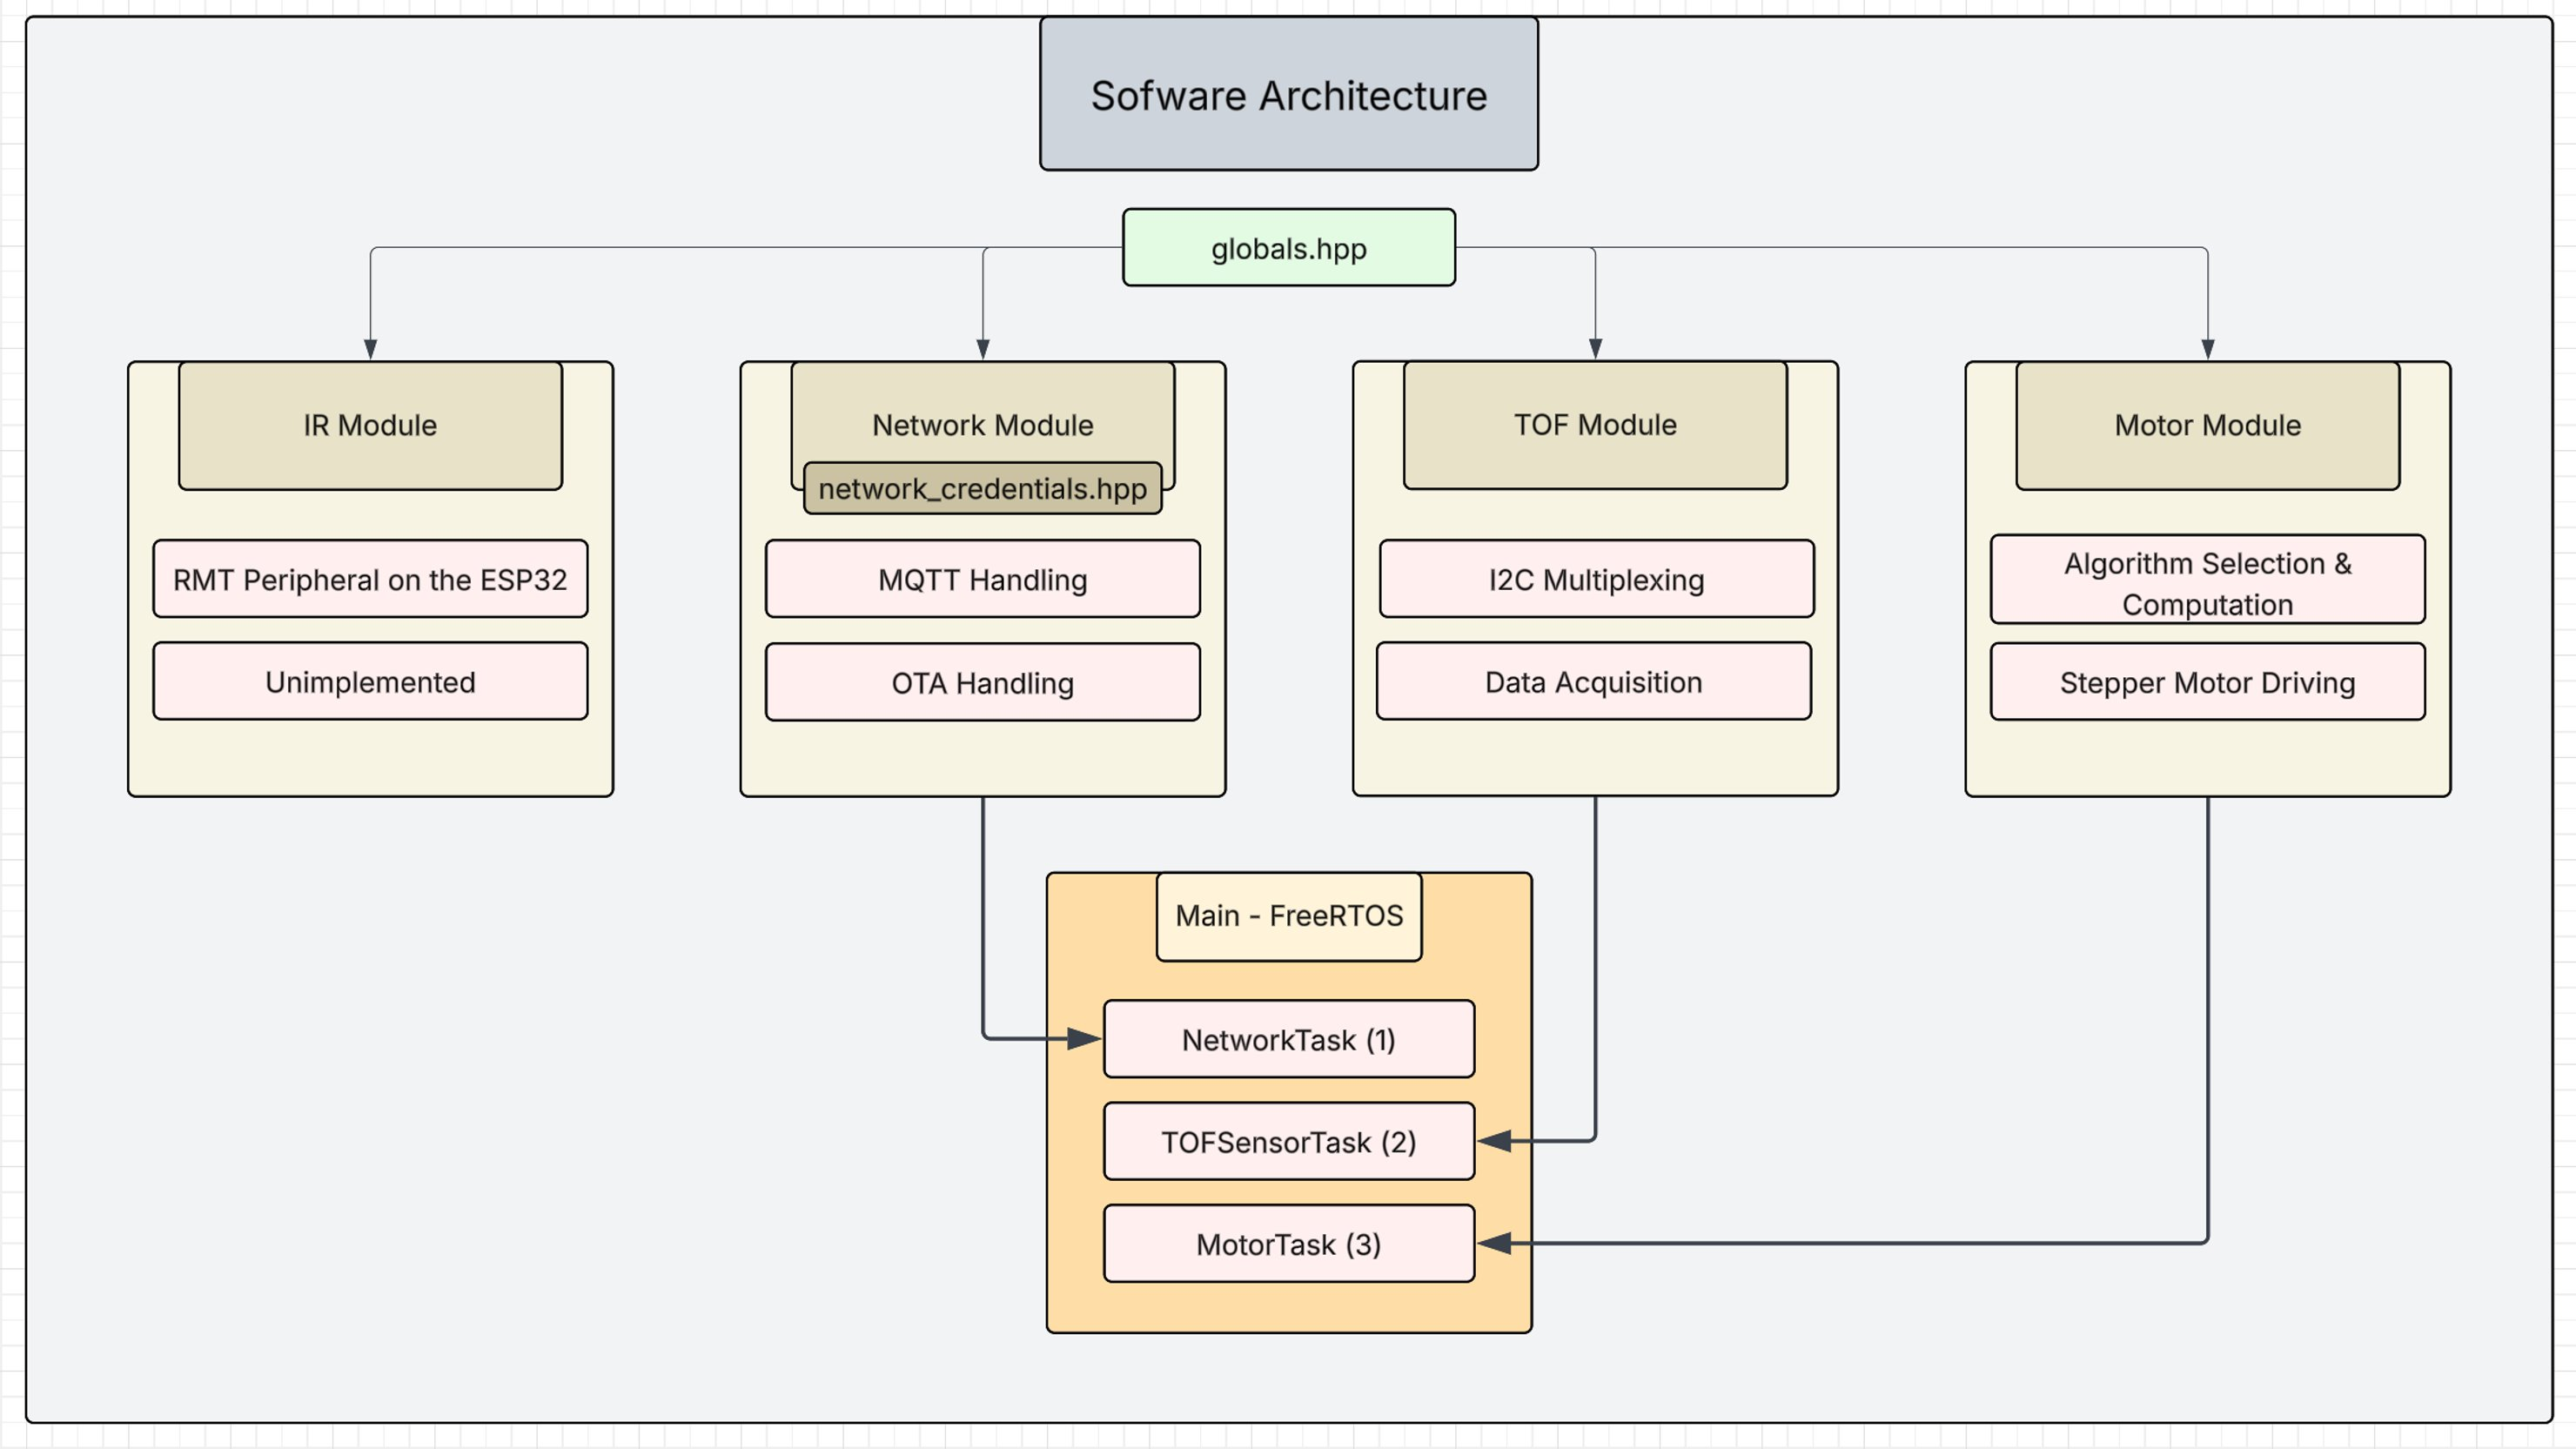 Sofware Architecture
globals.hpp
IR Module
Network Module
network_credentials.hpp
TOF Module
Motor Module
RMT Peripheral on the ESP32
Unimplemented
MQTT Handling
OTA Handling
I2C Multiplexing
Data Acquisition
Algorithm Selection &
Computation
Stepper Motor Driving
Main - FreeRTOS
NetworkTask (1)
TOFSensorTask (2)
MotorTask (3)